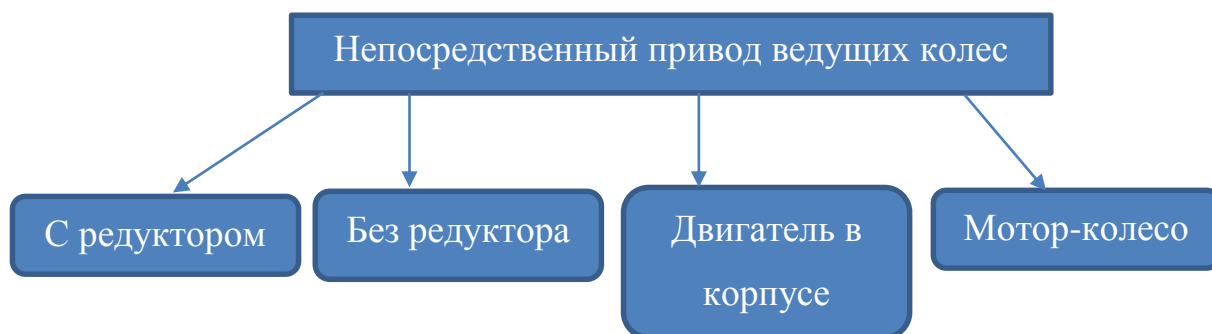 Непосредственный привод ведущих колес
С редуктором
Без редуктора
Двигатель в
корпусе
Мотор-колесо